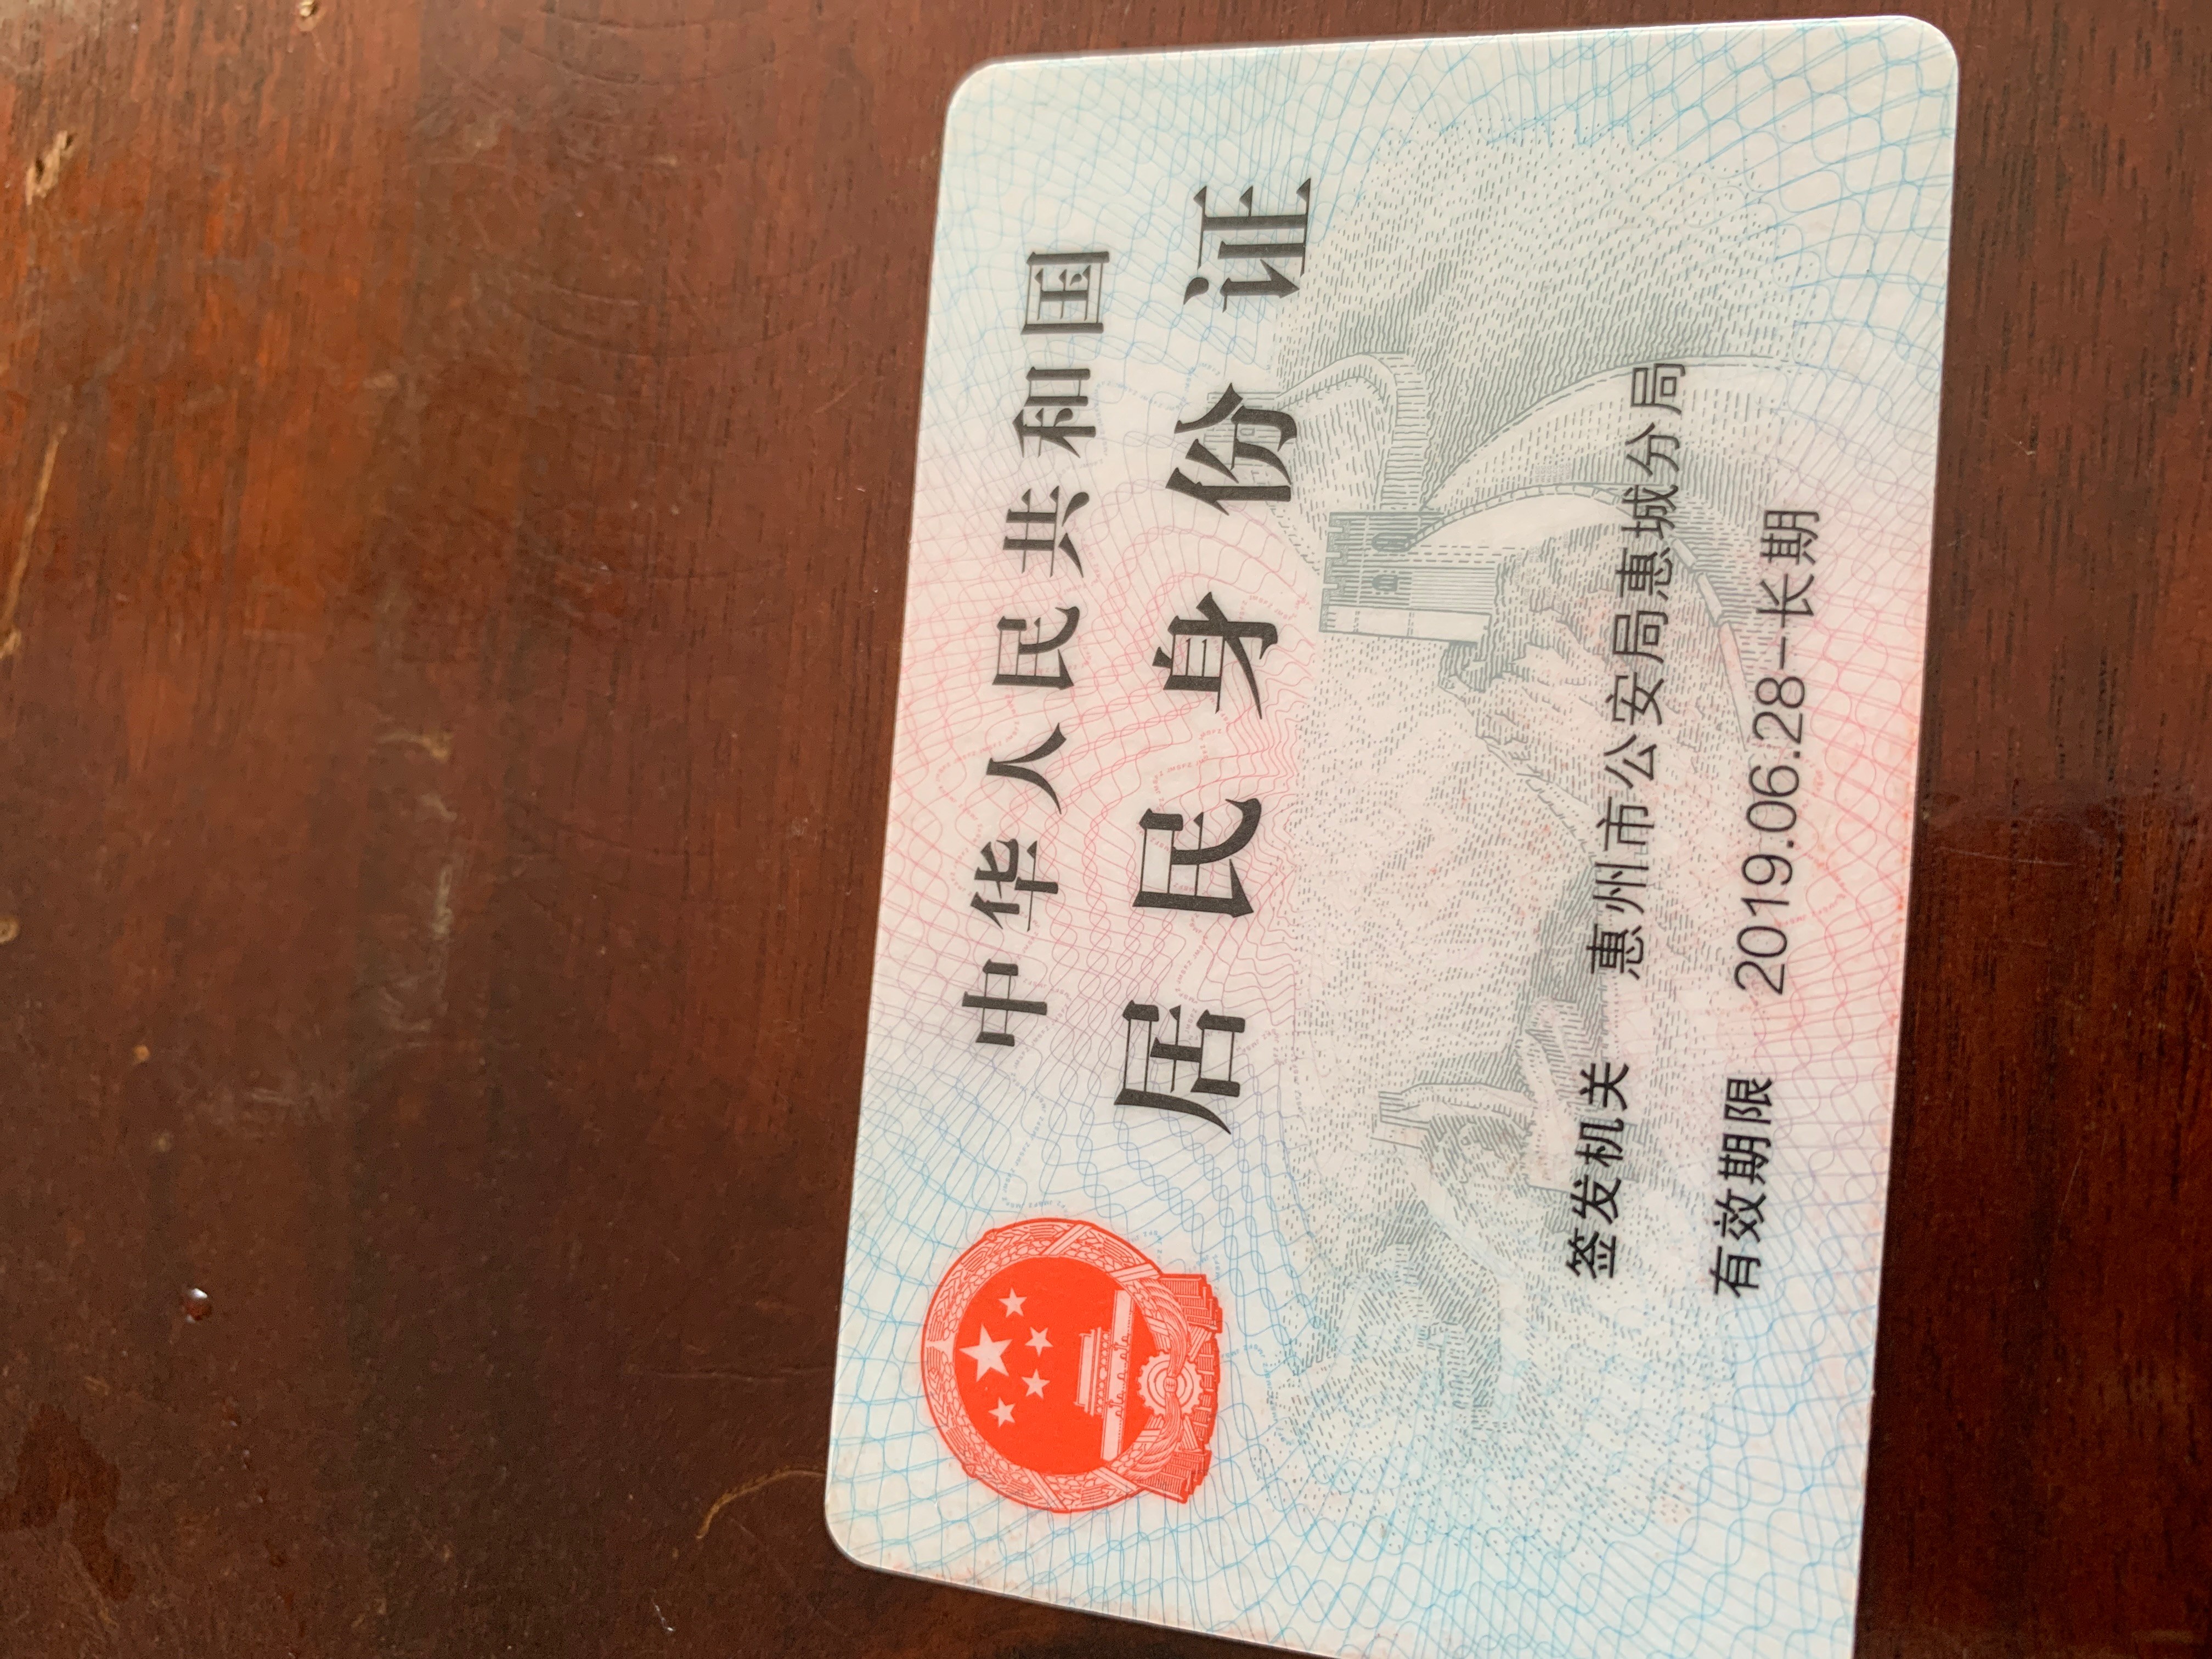 中华人民共和国
居民身份证
签发机关 惠州市公安局惠城分局
有效期限 2019.06.28-长期